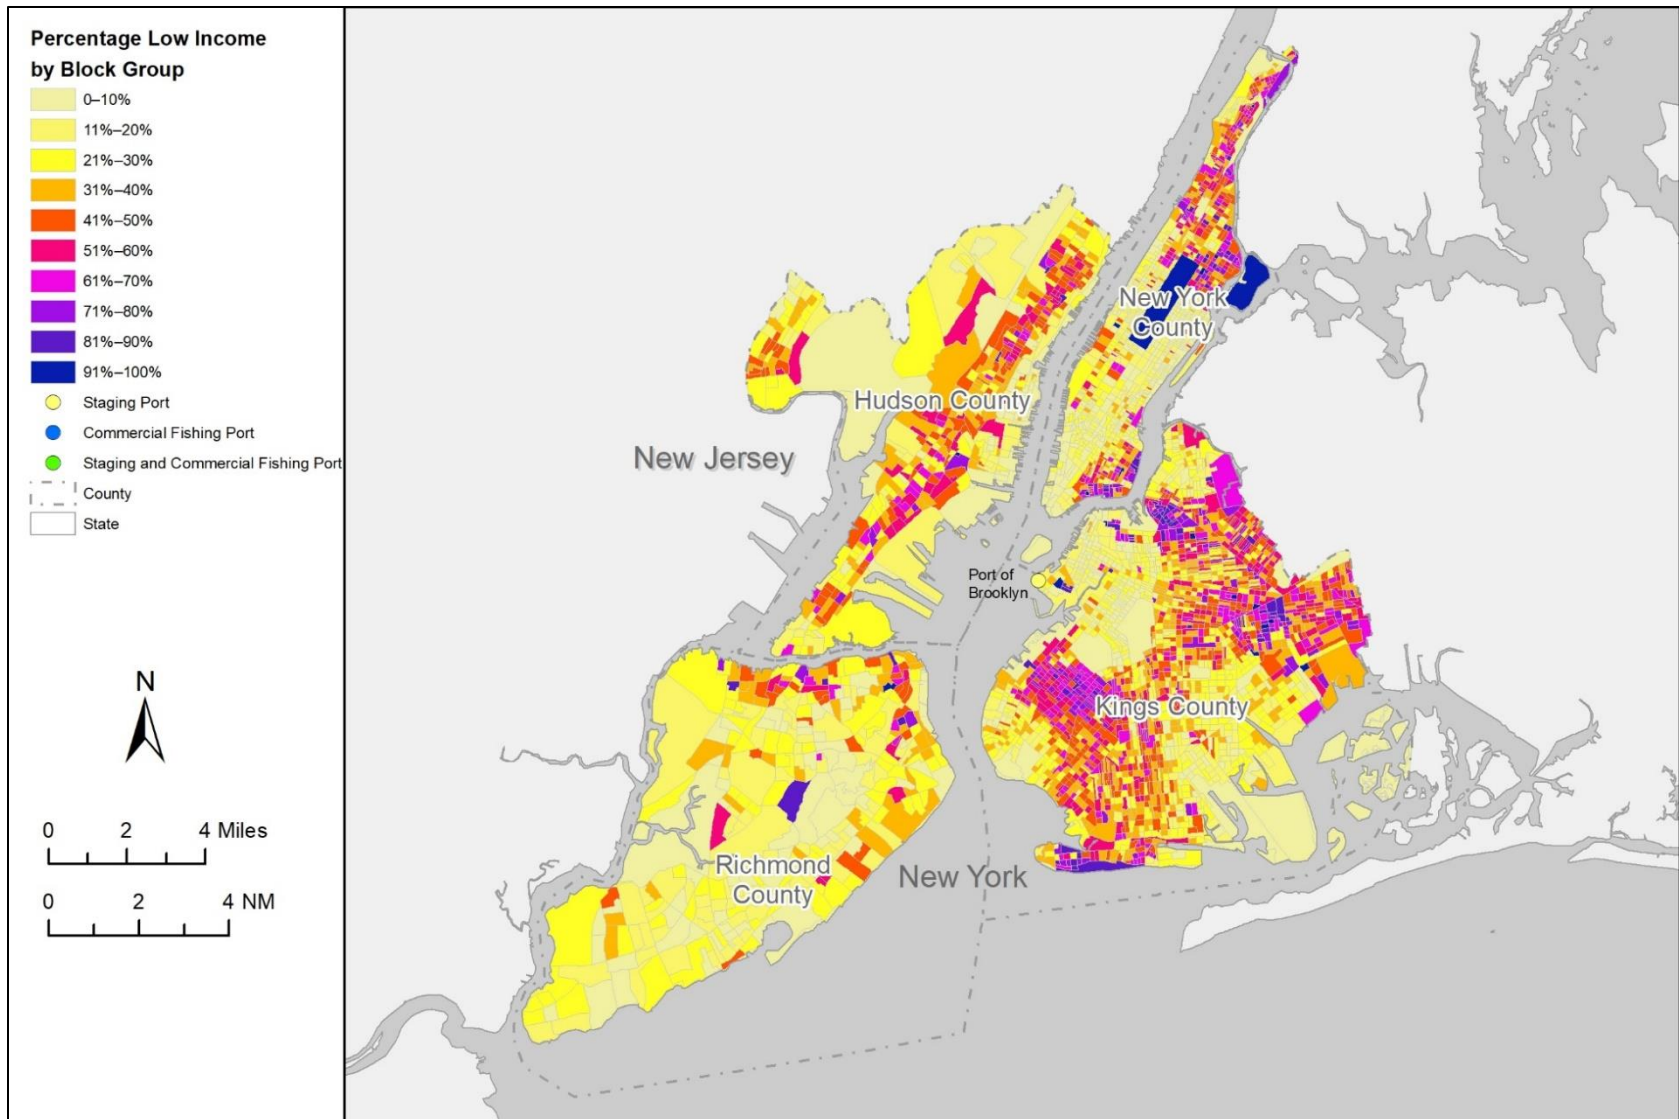 Percentage Low Income
by Block Group
0–10%
11%–20%
21%–30%
31%–40%
41%–50%
51%–60%
61%–70%
71%–80%
81%–90%
91%–100%
Staging Port
Commercial Fishing Port
Staging and Commercial Fishing Port
County
State
N
0 2 4 Miles
0 2 4 NM
New York
County
Hudson County
New Jersey
Port of
Brooklyn
Kings County
Richmond
County
New York